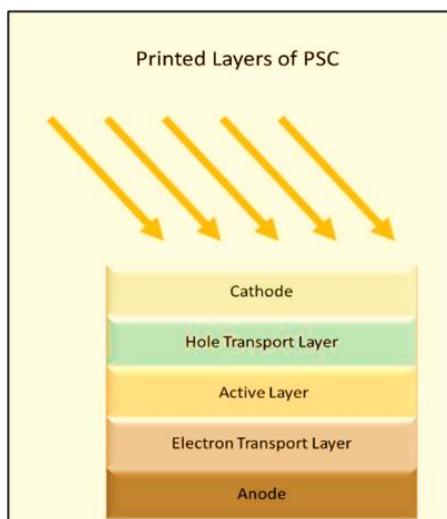 Printed Layers of PSC
Cathode
Hole Transport Layer
Active Layer
Electron Transport Layer
Anode